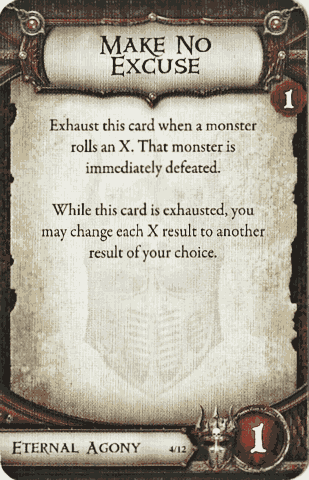 Make No
Excuse
1
Exhaust this card when a monster
rolls an X. That monster is
immediately defeated.
While this card is exhausted, you
may change each X result to another
result of your choice.
Eternal Agony 4/12 1